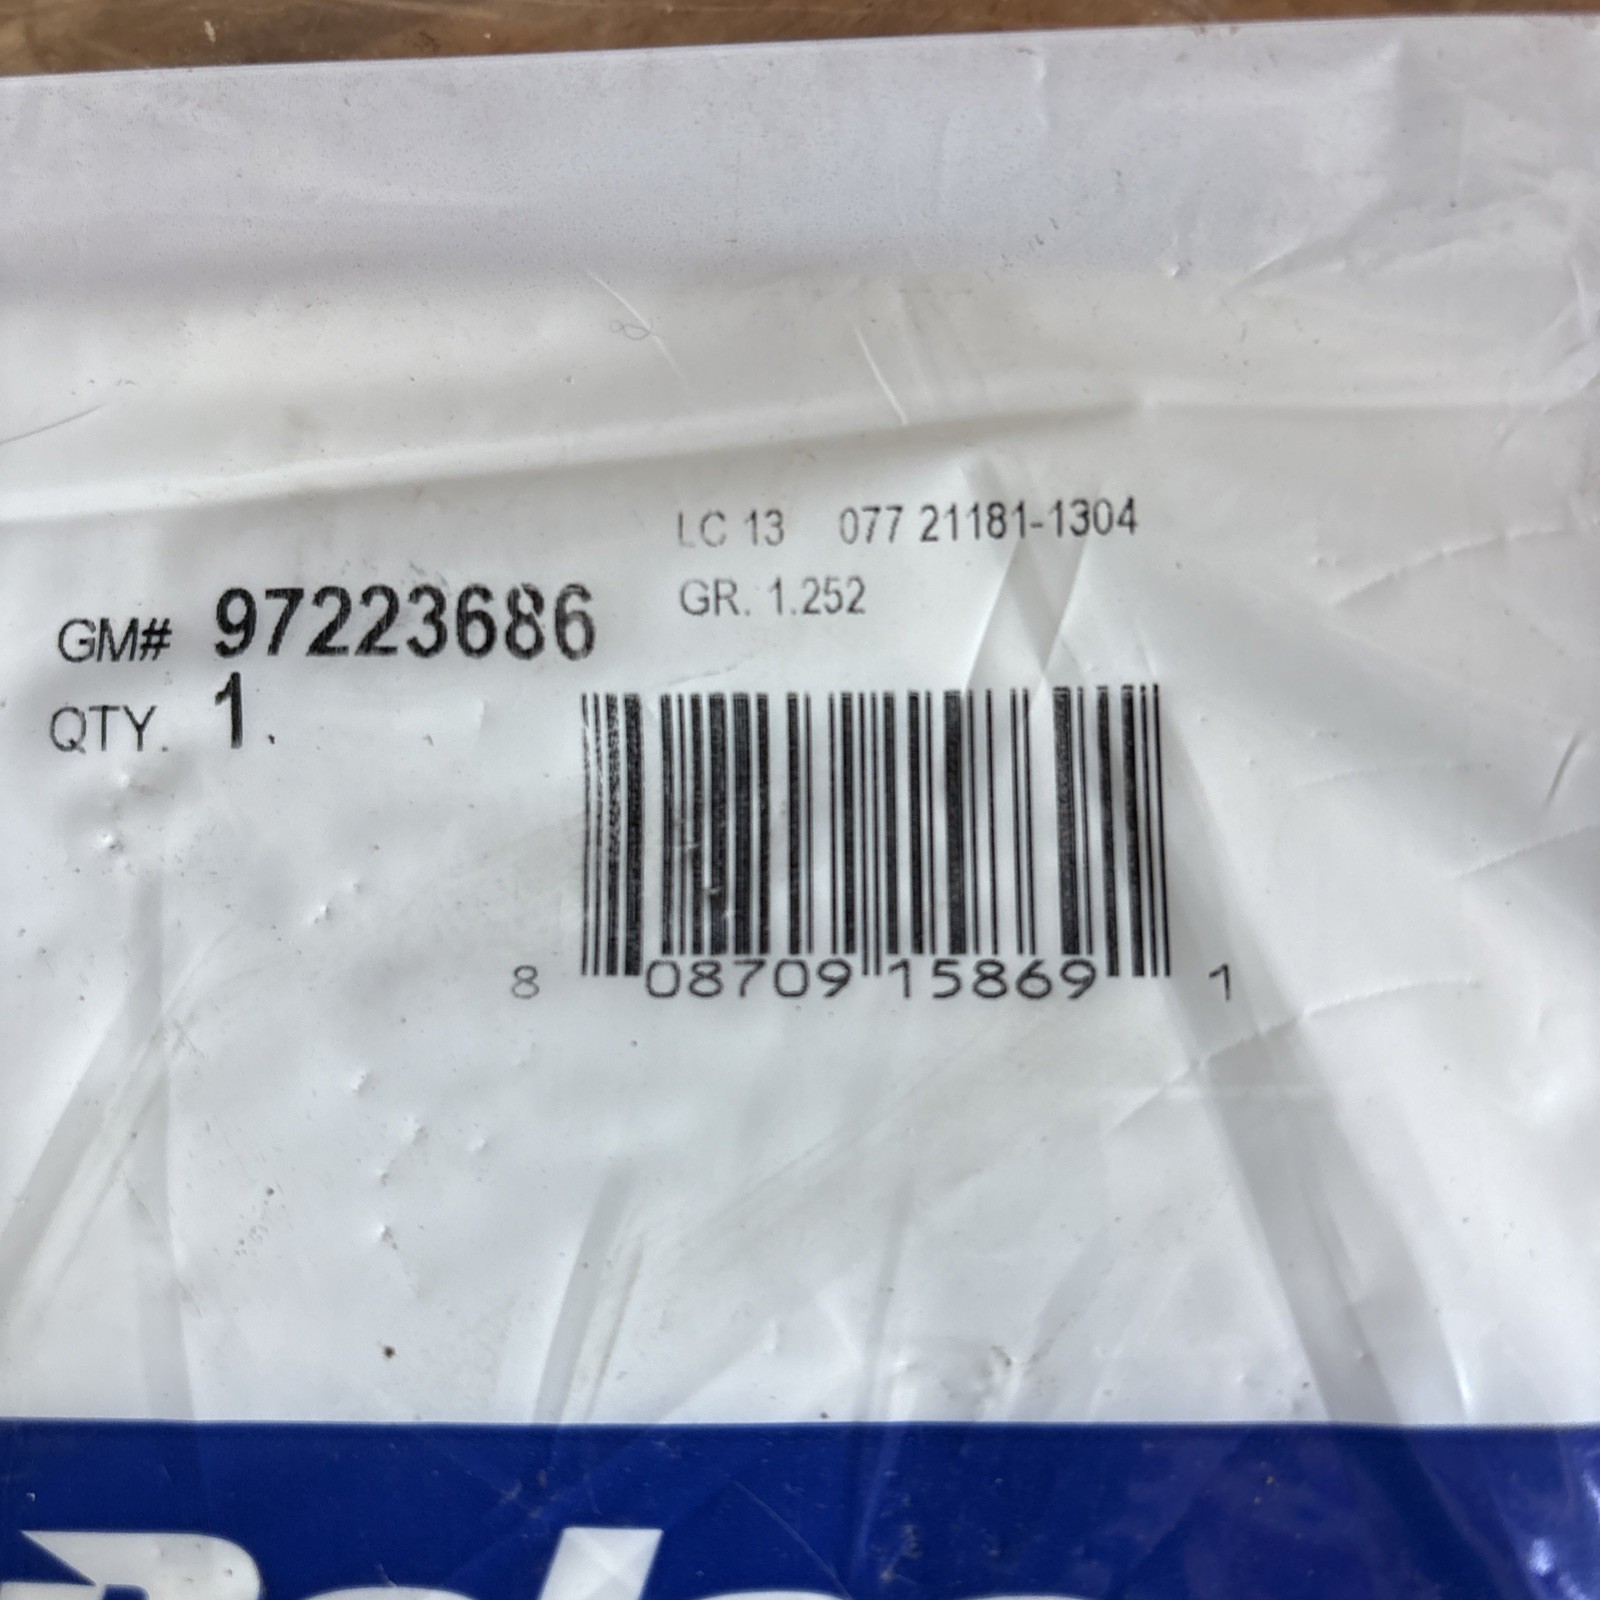 LC 13 077 21181-1304
GR. 1.252
GM# 97223686
QTY. 1.
8 08709 15869 1